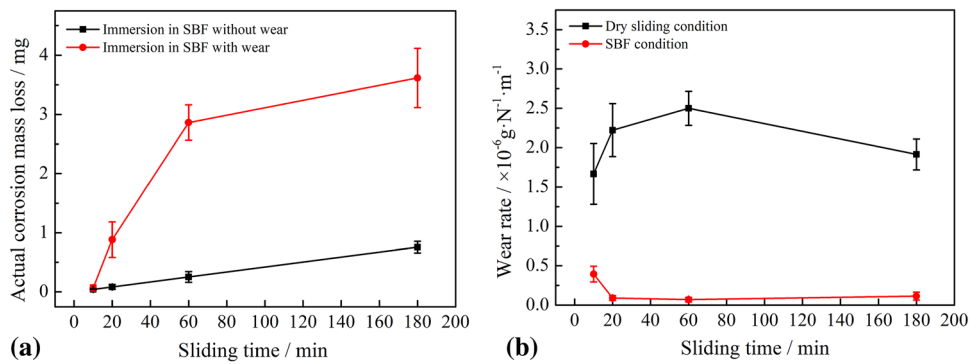 Immersion in SBF without wear
Immersion in SBF with wear
Actual corrosion mass loss / mg
4
3
2
1
0
0 20 40 60 80 100 120 140 160 180 200
Sliding time / min
(a)
Dry sliding condition
SBF condition
Wear rate / ×10⁻⁶g·N⁻¹·m⁻¹
3.5
3.0
2.5
2.0
1.5
1.0
0.5
0.0
0 20 40 60 80 100 120 140 160 180 200
Sliding time / min
(b)